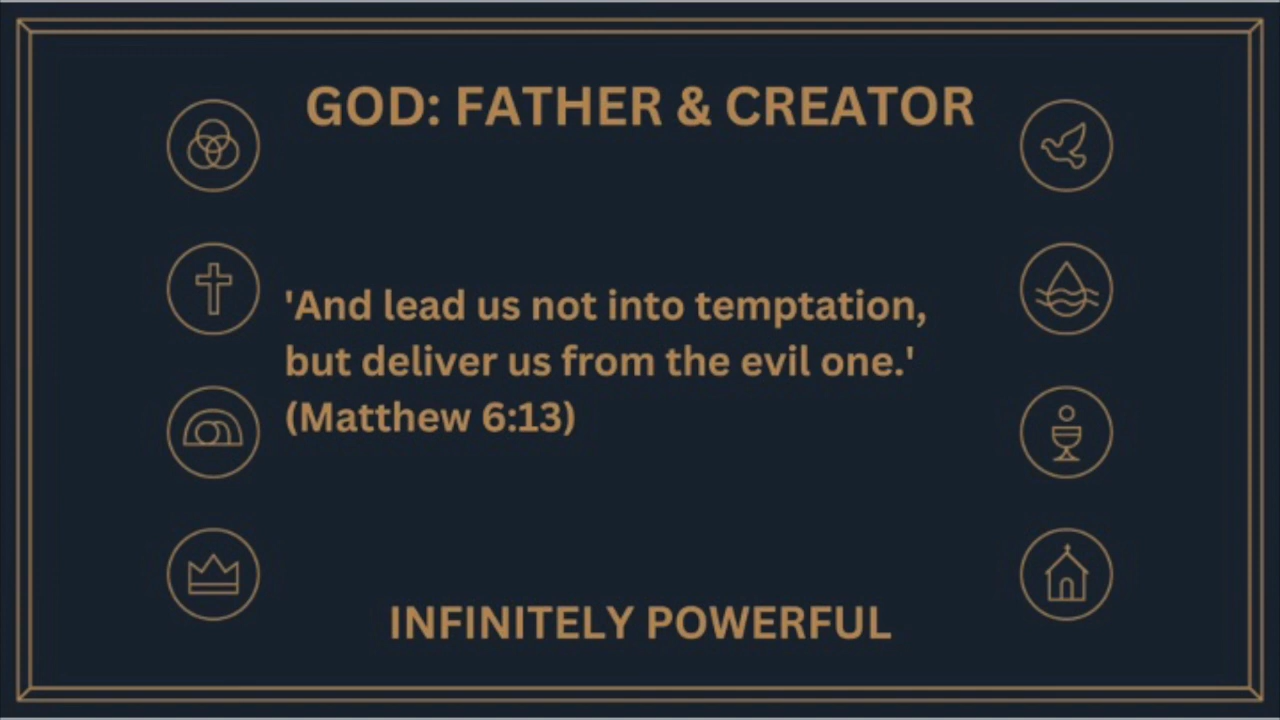 GOD: FATHER & CREATOR
'And lead us not into temptation,
but deliver us from the evil one.'
(Matthew 6:13)
INFINITELY POWERFUL